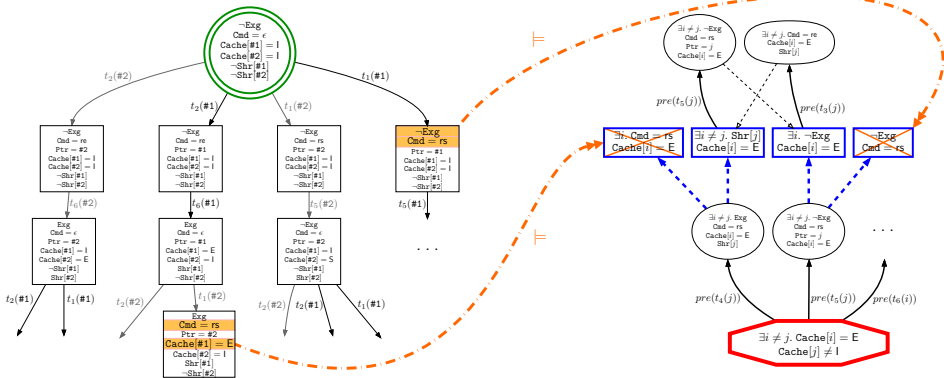 ¬Exg
Cmd = ϵ
Cache[#1] = I
Cache[#2] = I
¬Shr[#1]
¬Shr[#2]
t₂(#2)
t₂(#1)
t₁(#2)
t₁(#1)
¬Exg
Cmd = re
Ptr = #2
Cache[#1] = I
Cache[#2] = I
¬Shr[#1]
¬Shr[#2]
¬Exg
Cmd = re
Ptr = #1
Cache[#1] = I
Cache[#2] = I
¬Shr[#1]
¬Shr[#2]
¬Exg
Cmd = rs
Ptr = #2
Cache[#1] = I
Cache[#2] = I
¬Shr[#1]
¬Shr[#2]
¬Exg
Cmd = rs
Ptr = #1
Cache[#1] = I
Cache[#2] = I
¬Shr[#1]
¬Shr[#2]
t₆(#2)
t₆(#1)
t₅(#2)
t₅(#1)
Exg
Cmd = ϵ
Ptr = #2
Cache[#1] = I
Cache[#2] = E
¬Shr[#1]
Shr[#2]
Exg
Cmd = ϵ
Ptr = #1
Cache[#1] = E
Cache[#2] = I
Shr[#1]
¬Shr[#2]
¬Exg
Cmd = ϵ
Ptr = #2
Cache[#1] = I
Cache[#2] = S
¬Shr[#1]
Shr[#2]
. . .
t₂(#1)
t₁(#1)
t₂(#2)
t₁(#2)
t₂(#2)
t₂(#1)
t₁(#1)
Exg
Cmd = rs
Ptr = #2
Cache[#1] = E
Cache[#2] = I
Shr[#1]
¬Shr[#2]
⊨
⊨
∃i ≠ j. ¬Exg
Cmd = rs
Ptr = j
Cache[i] = E
∃i ≠ j. Cmd = re
Cache[i] = E
Shr[j]
pre(t₅(j))
pre(t₃(j))
∃i. Cmd = rs
Cache[i] = E
∃i ≠ j. Shr[j]
Cache[i] = E
∃i. ¬Exg
Cache[i] = E
¬Exg
Cmd = rs
∃i ≠ j. Exg
Cmd = rs
Cache[i] = E
Shr[j]
∃i ≠ j. ¬Exg
Cmd = rs
Ptr = j
Cache[i] = E
. . .
pre(t₄(j))
pre(t₅(j))
pre(t₆(i))
∃i ≠ j. Cache[i] = E
Cache[j] ≠ I